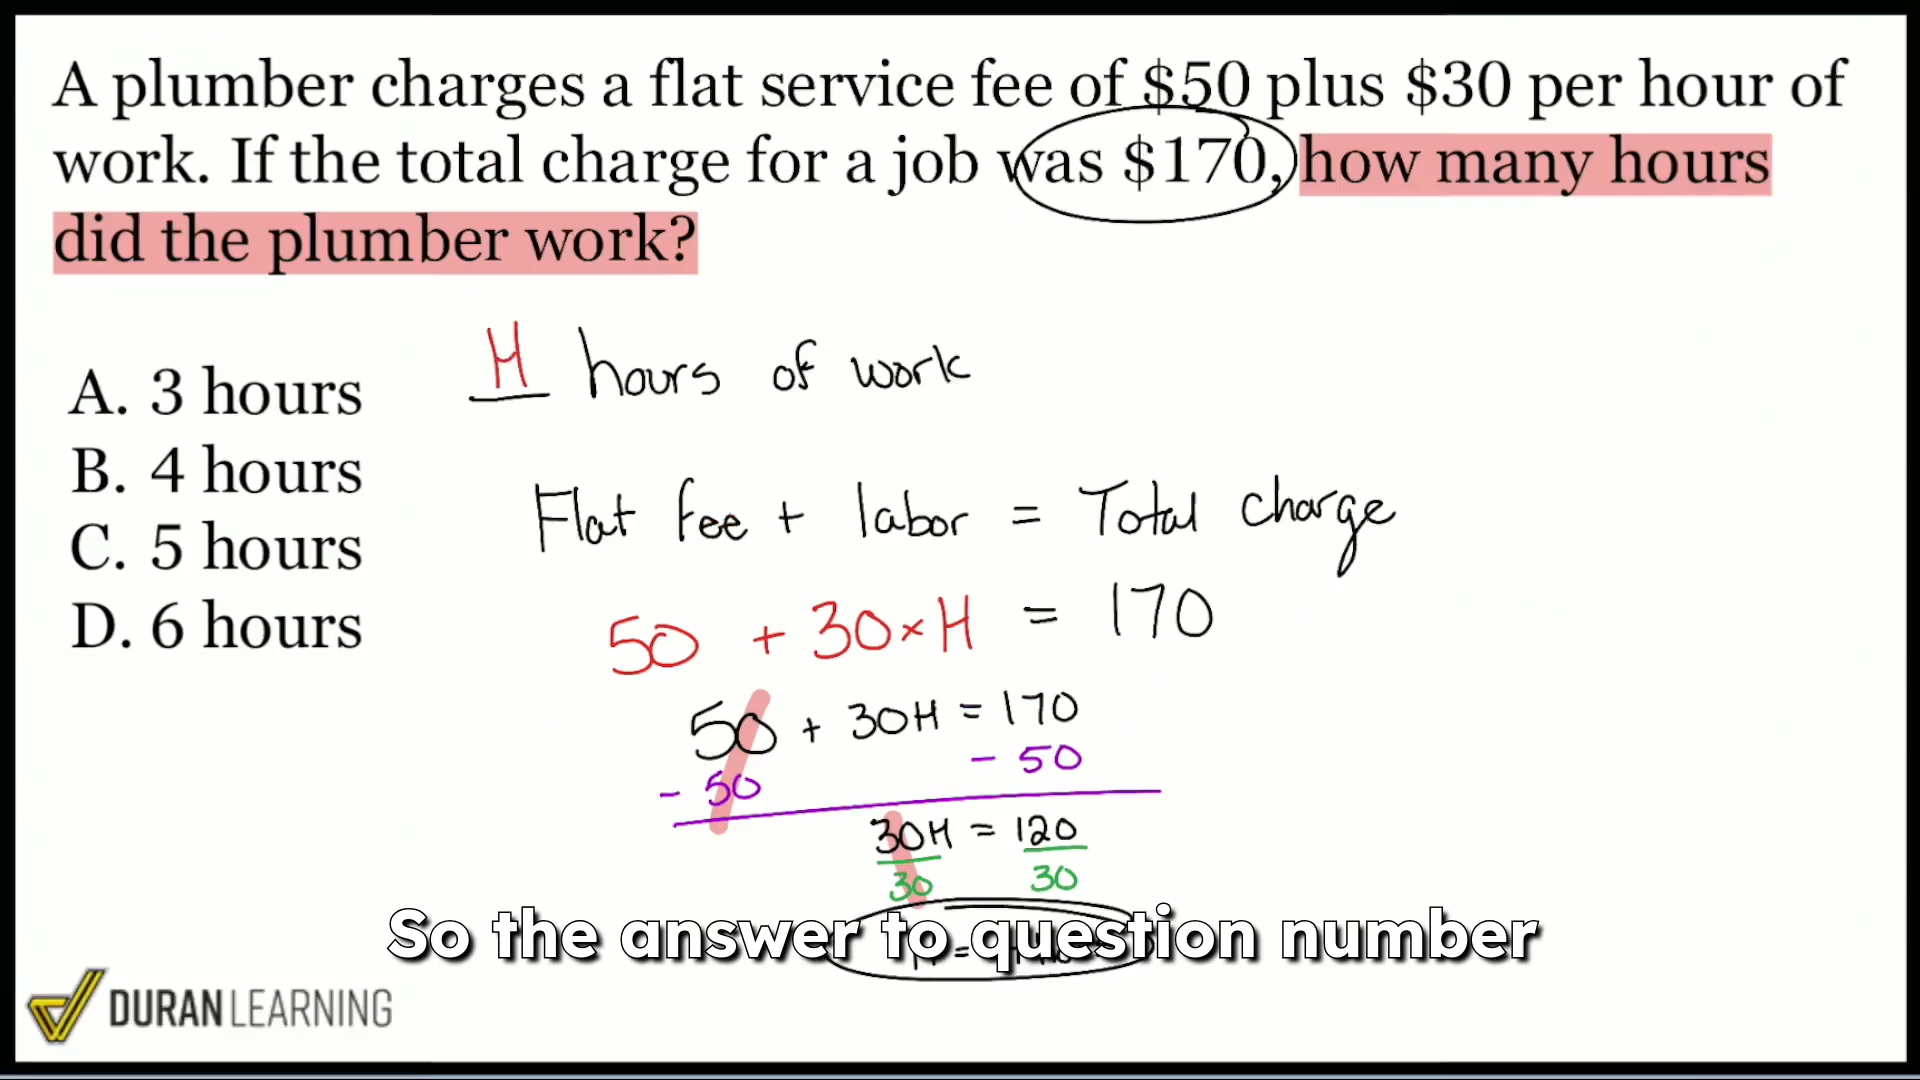 A plumber charges a flat service fee of $50 plus $30 per hour of
work. If the total charge for a job was $170, how many hours
did the plumber work?
H hours of work
A. 3 hours
B. 4 hours
C. 5 hours
D. 6 hours
Flat Fee + labor = Total charge
50 + 30 × H = 170
50 + 30H = 170
- 50 - 50
30H = 120
30 30
So the answer to question number
DURAN LEARNING